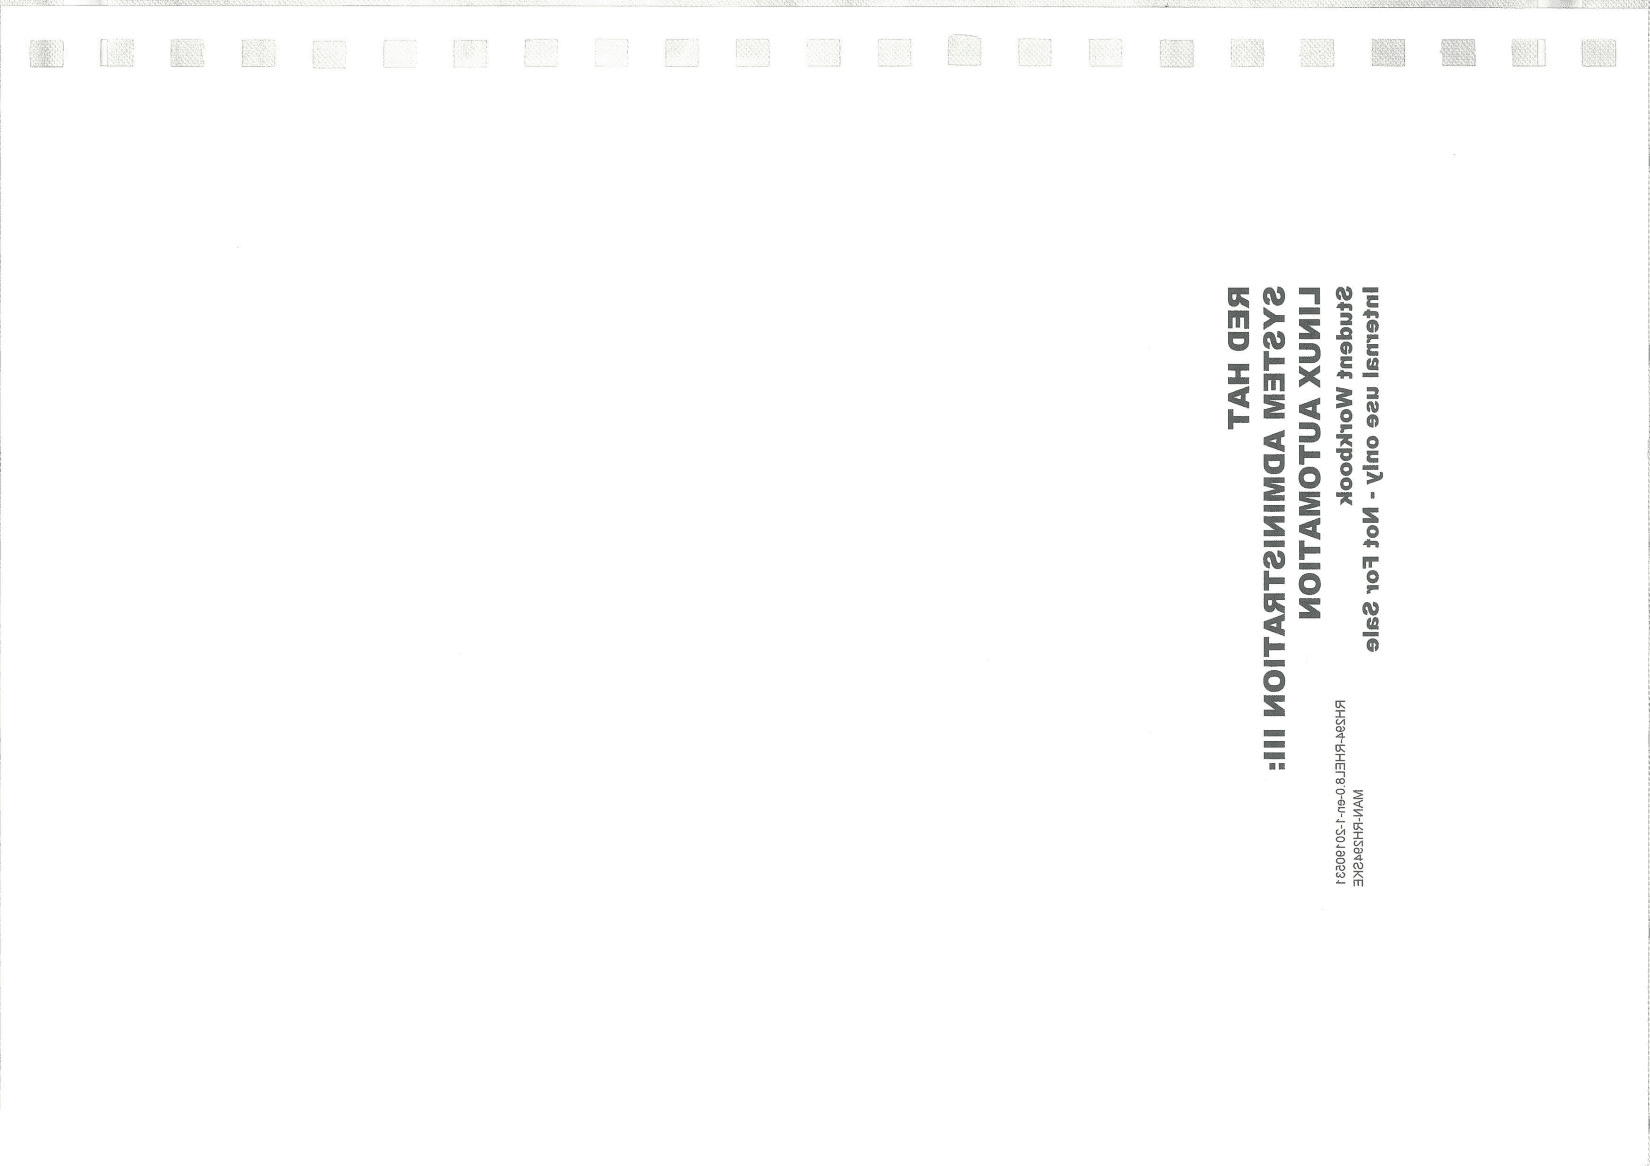 RED HAT
SYSTEM ADMINISTRATION III:
LINUX AUTOMATION
Student Workbook
Internal use only - Not For Sale
RH294-RHEL8.0-en-1-20190531
MAN-RH294SKE